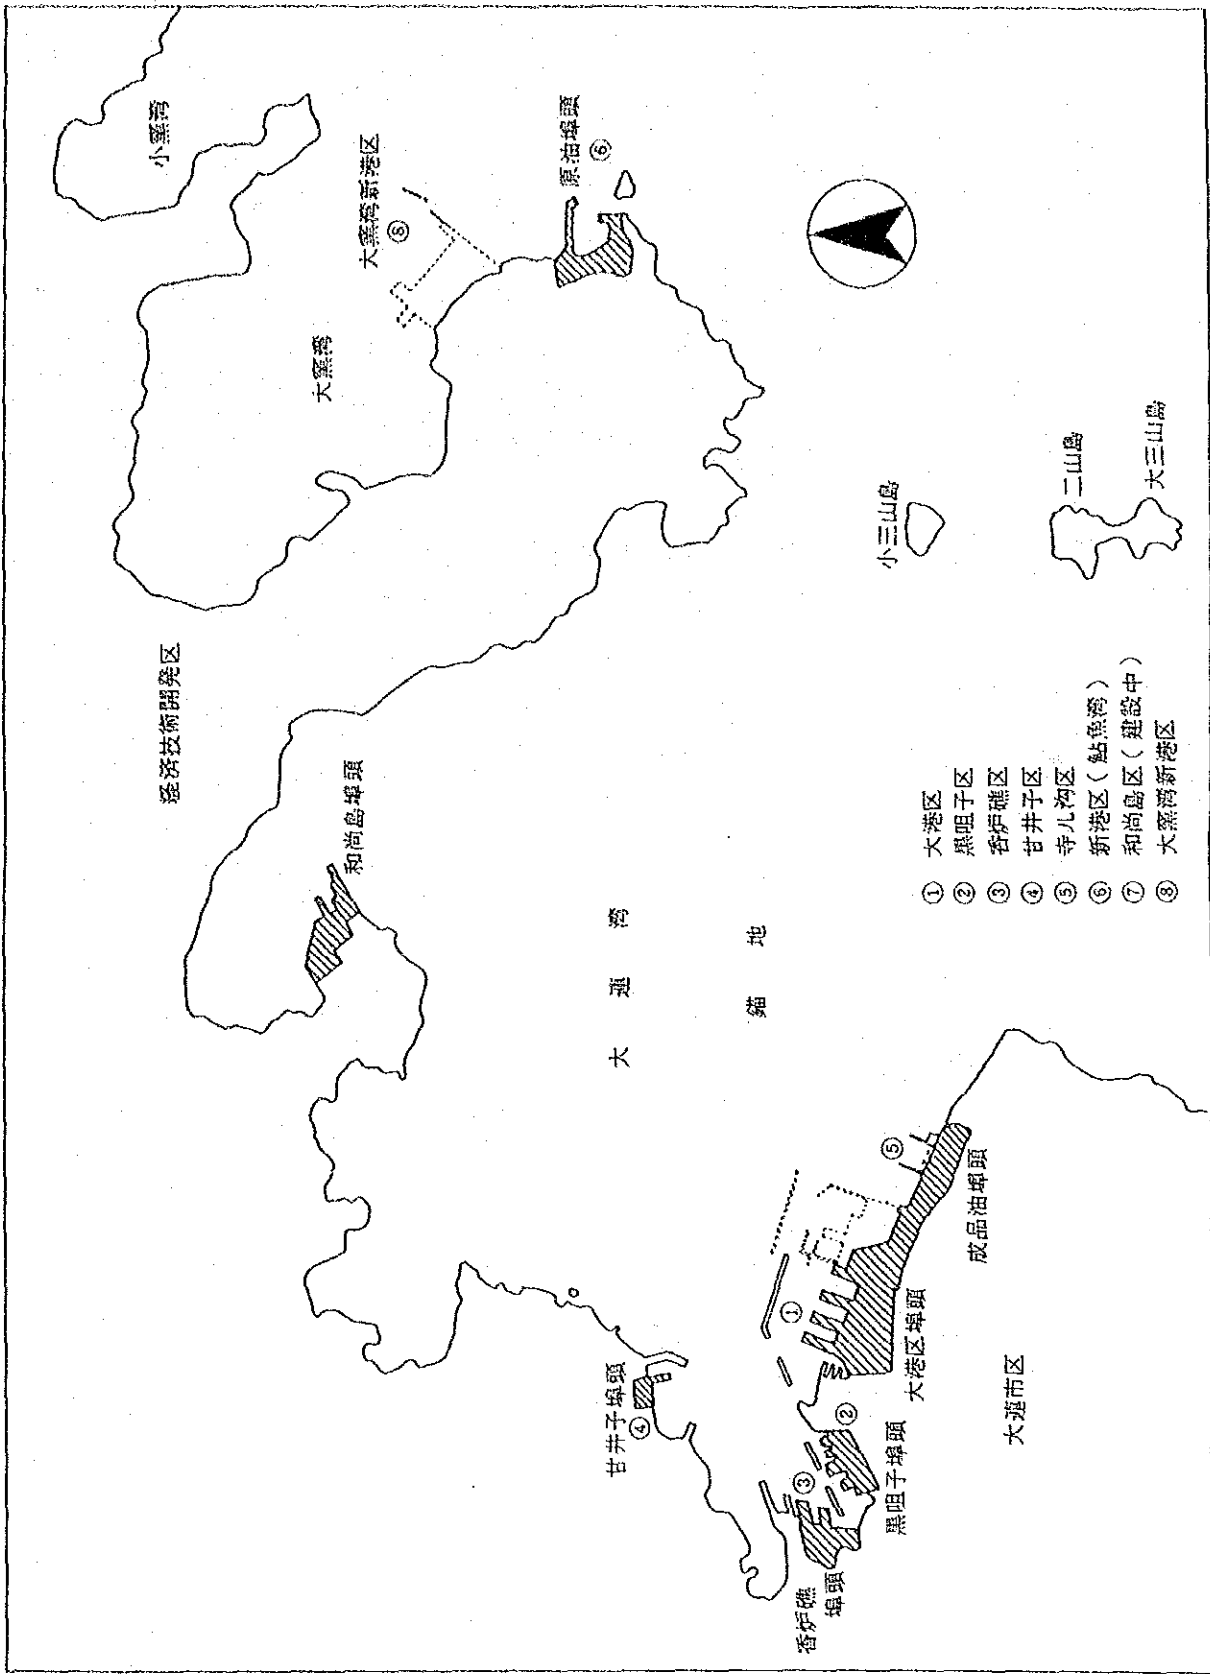 小窯湾
大窯湾新港区
⑧
原油埠頭
⑥
大窯湾
経済技術開発区
和尚島埠頭
大連湾
錨地
小三山島
二山島
大三山島
甘井子埠頭
④
①
⑤
③
②
香炉礁
埠頭
黒咀子埠頭
大港区埠頭
成品油埠頭
大連市区
① 大港区
② 黒咀子区
③ 香炉礁区
④ 甘井子区
⑤ 寺儿沟区
⑥ 新港区（鮎魚湾）
⑦ 和尚島区（建設中）
⑧ 大窯湾新港区